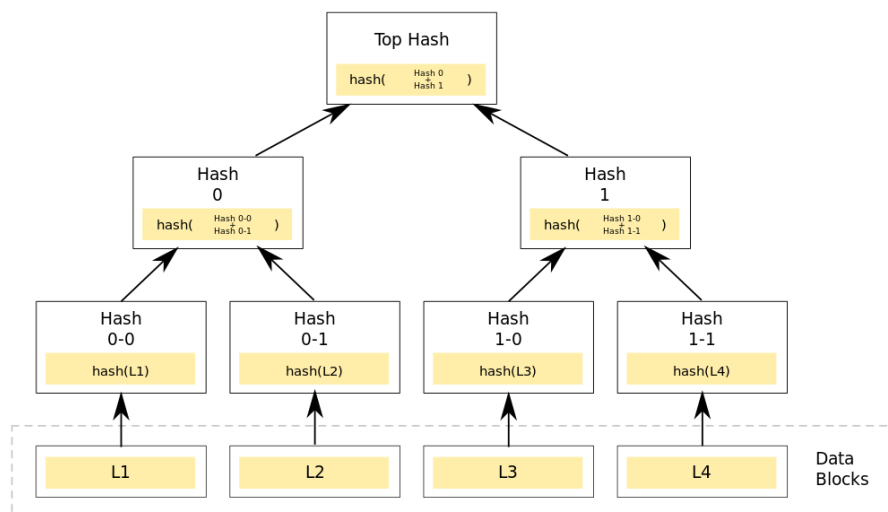 Top Hash
hash( Hash 0 + Hash 1 )
Hash
0
hash( Hash 0-0 + Hash 0-1 )
Hash
1
hash( Hash 1-0 + Hash 1-1 )
Hash
0-0
hash(L1)
Hash
0-1
hash(L2)
Hash
1-0
hash(L3)
Hash
1-1
hash(L4)
L1
L2
L3
L4
Data
Blocks